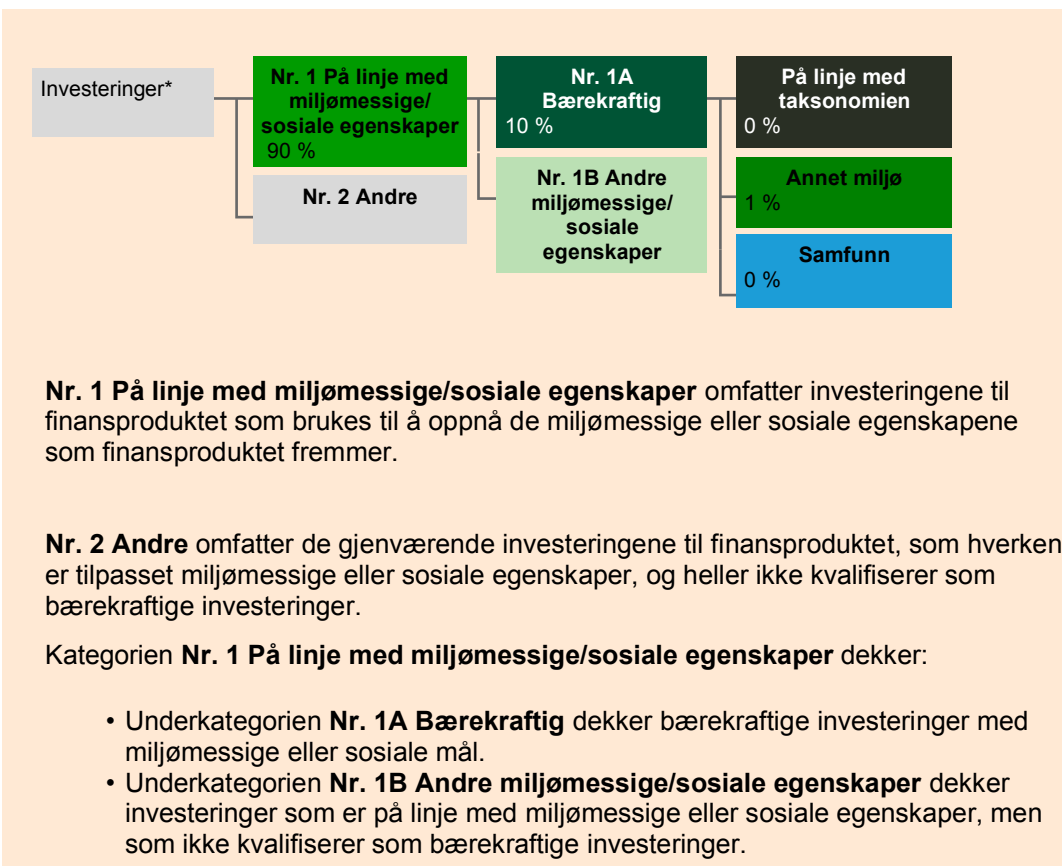 Investeringer*
Nr. 1 På linje med
miljømessige/
sosiale egenskaper
90 %
Nr. 2 Andre
Nr. 1A
Bærekraftig
10 %
Nr. 1B Andre
miljømessige/
sosiale
egenskaper
På linje med
taksonomien
0 %
Annet miljø
1 %
Samfunn
0 %
Nr. 1 På linje med miljømessige/sosiale egenskaper omfatter investeringene til
finansproduktet som brukes til å oppnå de miljømessige eller sosiale egenskapene
som finansproduktet fremmer.
Nr. 2 Andre omfatter de gjenværende investeringene til finansproduktet, som hverken
er tilpasset miljømessige eller sosiale egenskaper, og heller ikke kvalifiserer som
bærekraftige investeringer.
Kategorien Nr. 1 På linje med miljømessige/sosiale egenskaper dekker:
• Underkategorien Nr. 1A Bærekraftig dekker bærekraftige investeringer med
miljømessige eller sosiale mål.
• Underkategorien Nr. 1B Andre miljømessige/sosiale egenskaper dekker
investeringer som er på linje med miljømessige eller sosiale egenskaper, men
som ikke kvalifiserer som bærekraftige investeringer.